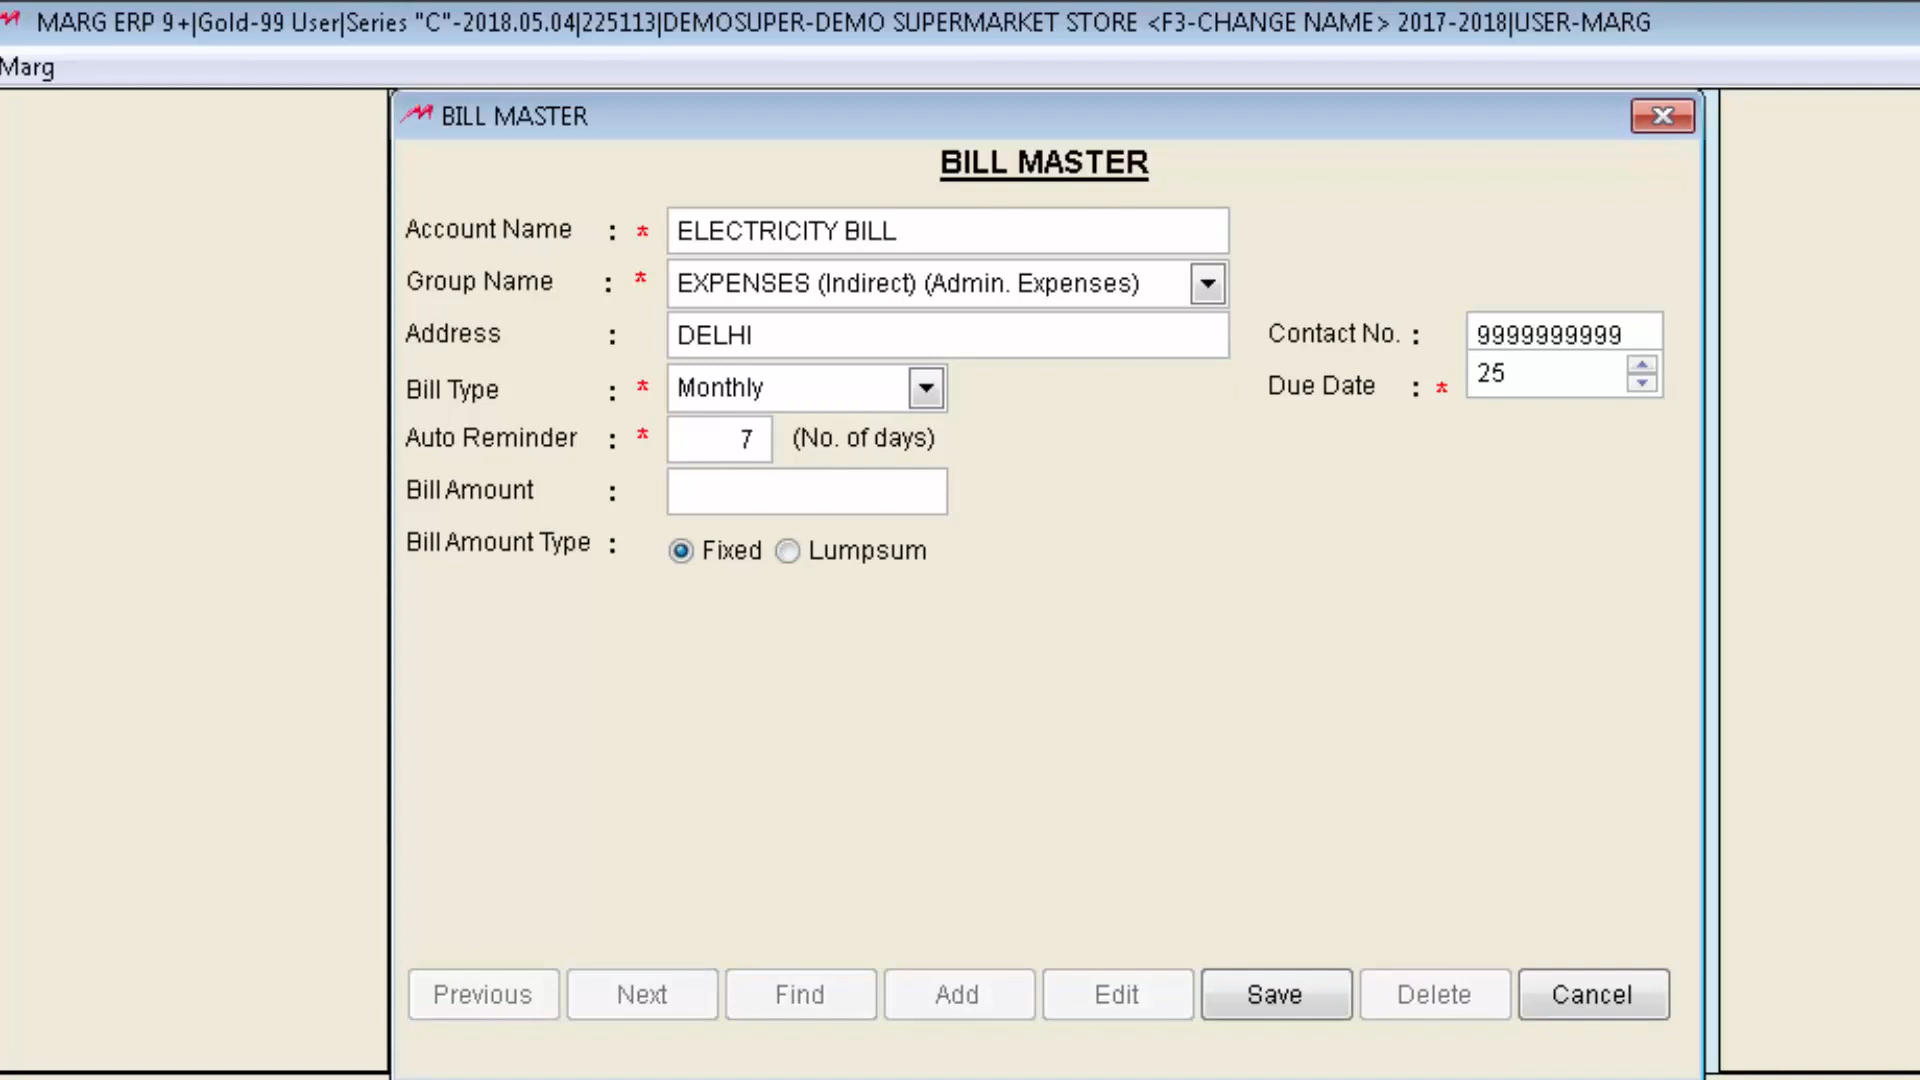 MARG ERP 9+|Gold-99 User|Series "C"-2018.05.04|225113|DEMOSUPER-DEMO SUPERMARKET STORE <F3-CHANGE NAME> 2017-2018|USER-MARG
Marg
BILL MASTER
BILL MASTER
Account Name : * ELECTRICITY BILL
Group Name : * EXPENSES (Indirect) (Admin. Expenses)
Address : DELHI Contact No. : 9999999999
Bill Type : * Monthly Due Date : * 25
Auto Reminder : * 7 (No. of days)
Bill Amount :
Bill Amount Type : Fixed Lumpsum
Previous Next Find Add Edit Save Delete Cancel